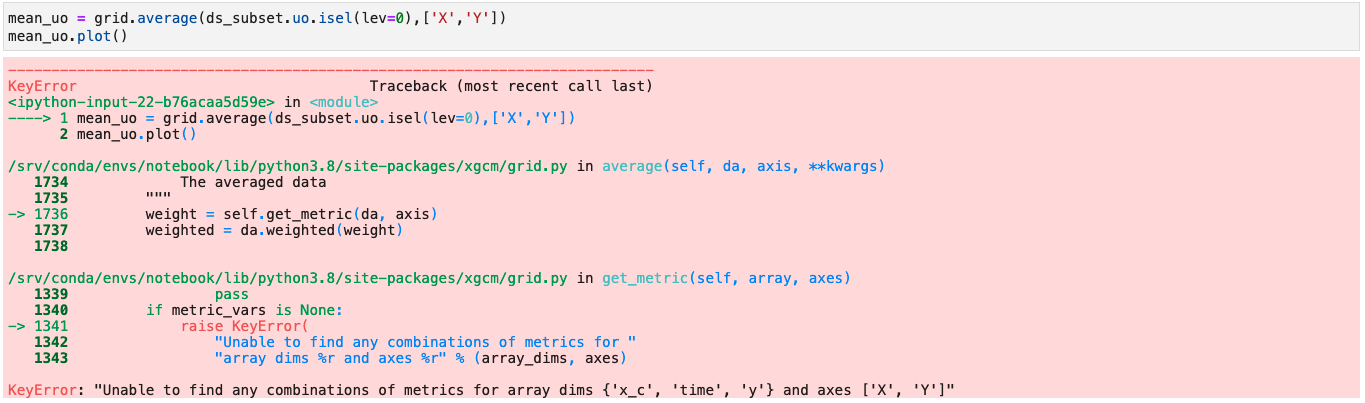 mean_uo = grid.average(ds_subset.uo.isel(lev=0),['X','Y'])
mean_uo.plot()
---------------------------------------------------------------------------
KeyError                                  Traceback (most recent call last)
<ipython-input-22-b76acaa5d59e> in <module>
----> 1 mean_uo = grid.average(ds_subset.uo.isel(lev=0),['X','Y'])
      2 mean_uo.plot()
/srv/conda/envs/notebook/lib/python3.8/site-packages/xgcm/grid.py in average(self, da, axis, **kwargs)
   1734             The averaged data
   1735         """
-> 1736         weight = self.get_metric(da, axis)
   1737         weighted = da.weighted(weight)
   1738
/srv/conda/envs/notebook/lib/python3.8/site-packages/xgcm/grid.py in get_metric(self, array, axes)
   1339                 pass
   1340         if metric_vars is None:
-> 1341             raise KeyError(
   1342                 "Unable to find any combinations of metrics for "
   1343                 "array dims %r and axes %r" % (array_dims, axes)
KeyError: "Unable to find any combinations of metrics for array dims {'x_c', 'time', 'y'} and axes ['X', 'Y']"